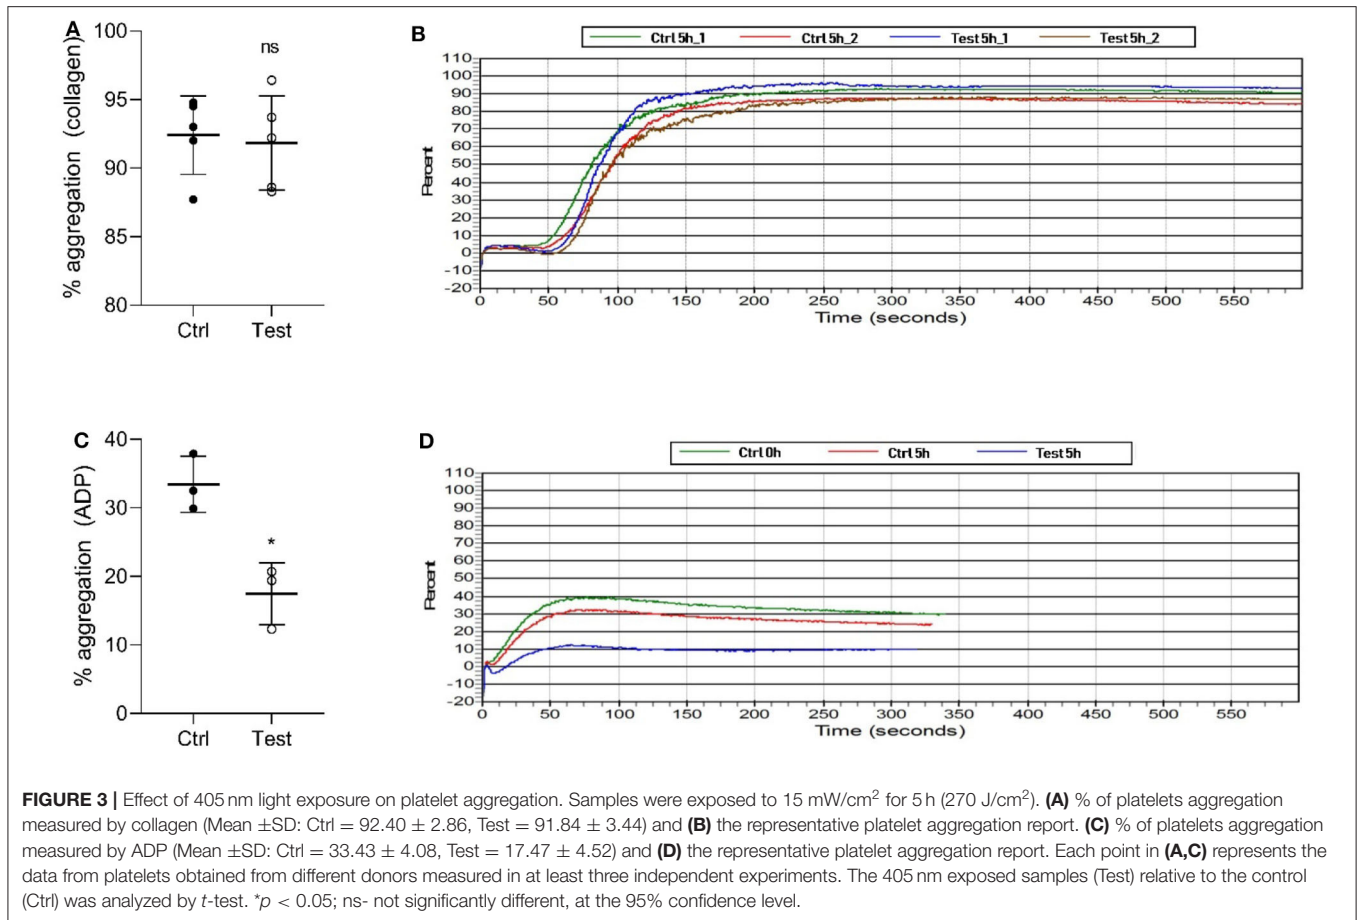 A
% aggregation (collagen)
100
95
90
85
80
ns
Ctrl
Test
B
Ctrl 5h_1
Ctrl 5h_2
Test 5h_1
Test 5h_2
Percent
110
100
90
80
70
60
50
40
30
20
10
0
-10
-20
0
50
100
150
200
250
300
350
400
450
500
550
Time (seconds)
C
% aggregation (ADP)
40
30
20
10
0
*
Ctrl
Test
D
Ctrl 0h
Ctrl 5h
Test 5h
Percent
110
100
90
80
70
60
50
40
30
20
10
0
-10
-20
0
50
100
150
200
250
300
350
400
450
500
550
Time (seconds)
FIGURE 3 | Effect of 405 nm light exposure on platelet aggregation. Samples were exposed to 15 mW/cm² for 5 h (270 J/cm²). (A) % of platelets aggregation
measured by collagen (Mean ±SD: Ctrl = 92.40 ± 2.86, Test = 91.84 ± 3.44) and (B) the representative platelet aggregation report. (C) % of platelets aggregation
measured by ADP (Mean ±SD: Ctrl = 33.43 ± 4.08, Test = 17.47 ± 4.52) and (D) the representative platelet aggregation report. Each point in (A,C) represents the
data from platelets obtained from different donors measured in at least three independent experiments. The 405 nm exposed samples (Test) relative to the control
(Ctrl) was analyzed by t-test. *p < 0.05; ns- not significantly different, at the 95% confidence level.